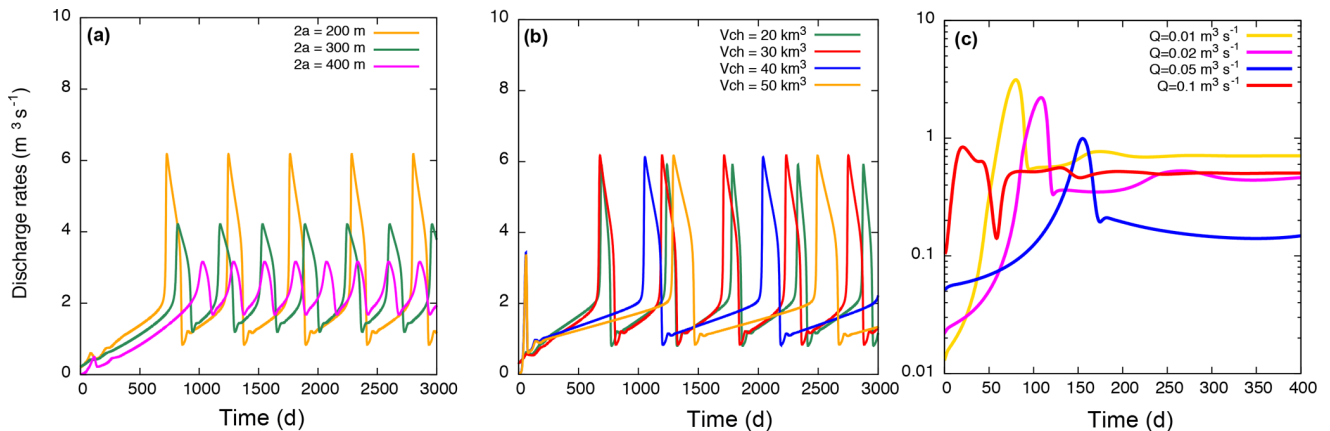 (a)
2a = 200 m
2a = 300 m
2a = 400 m
Discharge rates (m³ s⁻¹)
10
8
6
4
2
0
0 500 1000 1500 2000 2500 3000
Time (d)
(b)
Vch = 20 km³
Vch = 30 km³
Vch = 40 km³
Vch = 50 km³
10
8
6
4
2
0
0 500 1000 1500 2000 2500 3000
Time (d)
(c)
Q=0.01 m³ s⁻¹
Q=0.02 m³ s⁻¹
Q=0.05 m³ s⁻¹
Q=0.1 m³ s⁻¹
10
1
0.1
0.01
0 50 100 150 200 250 300 350 400
Time (d)